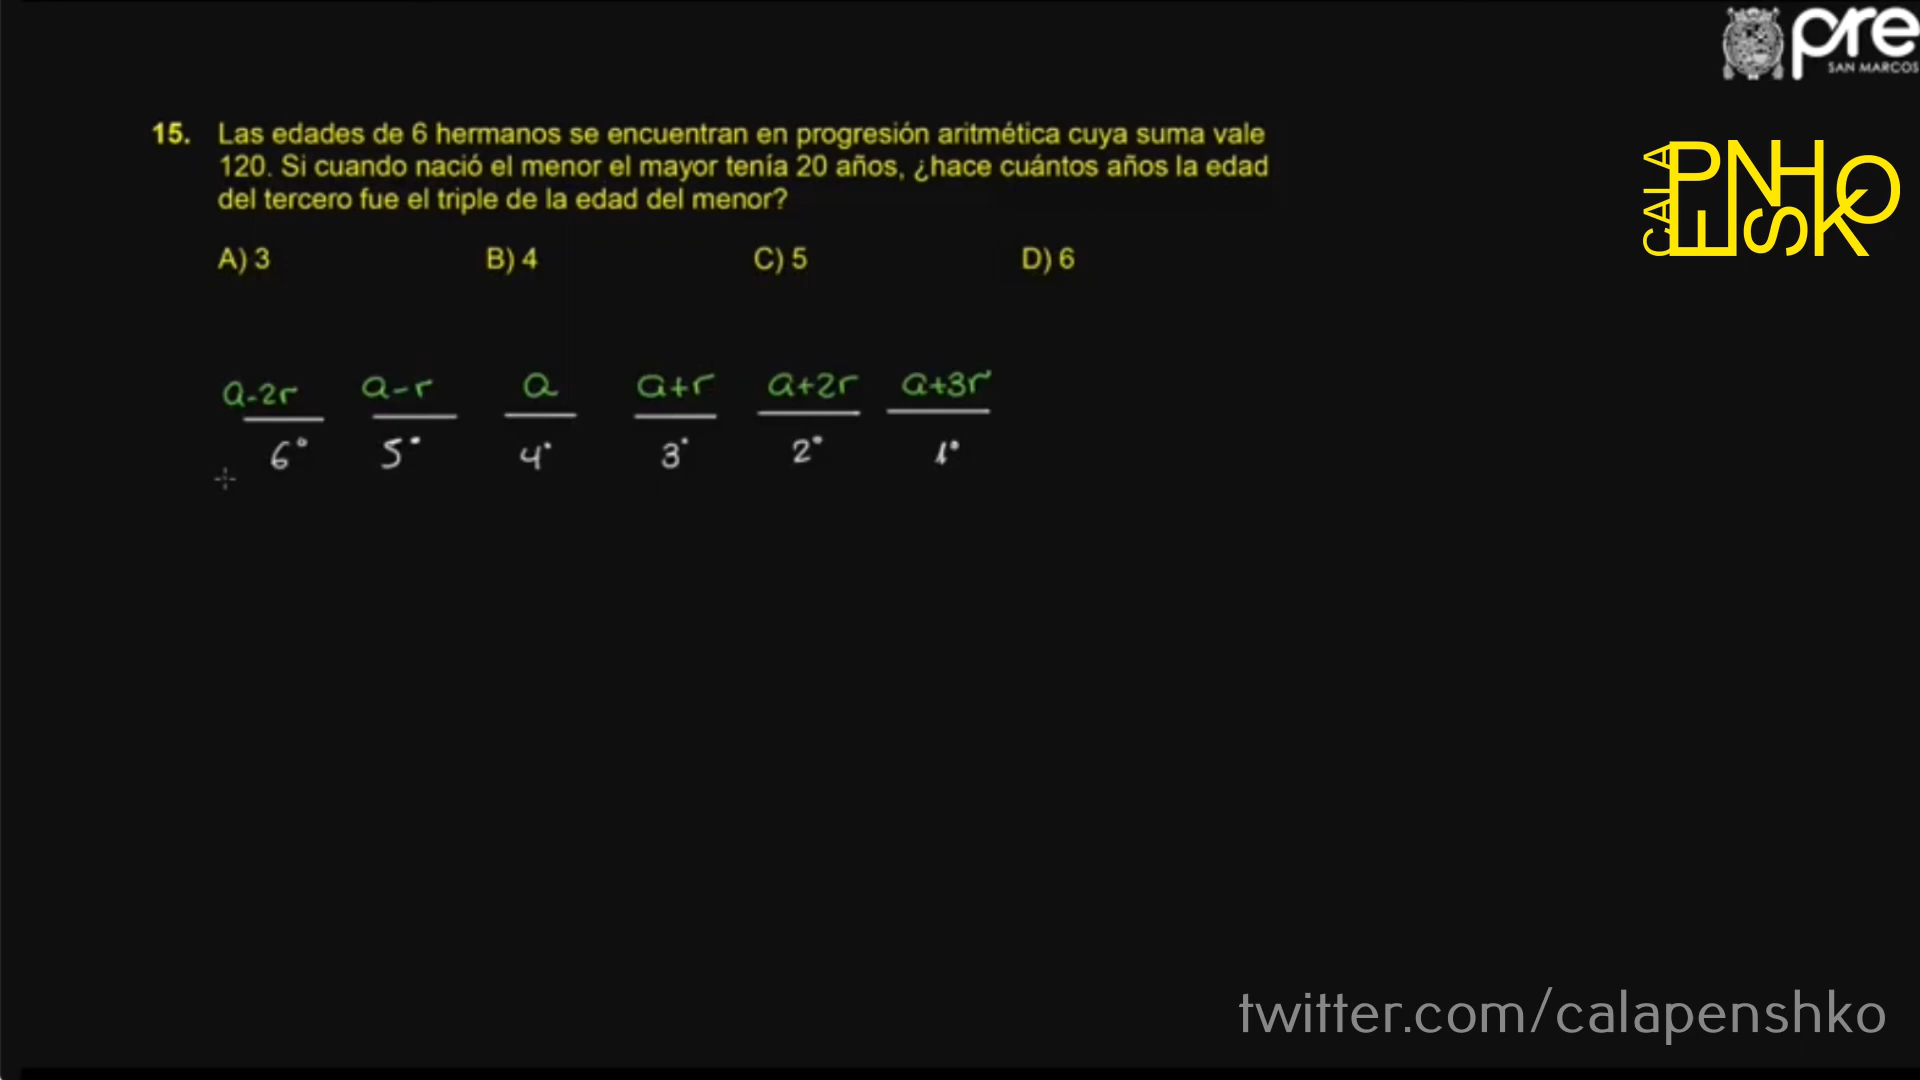 pre
SAN MARCOS
CALA
PENSHKO
15. Las edades de 6 hermanos se encuentran en progresión aritmética cuya suma vale
120. Si cuando nació el menor el mayor tenía 20 años, ¿hace cuántos años la edad
del tercero fue el triple de la edad del menor?
A) 3 B) 4 C) 5 D) 6
a-2r a-r a a+r a+2r a+3r
6° 5° 4° 3° 2° 1°
twitter.com/calapenshko